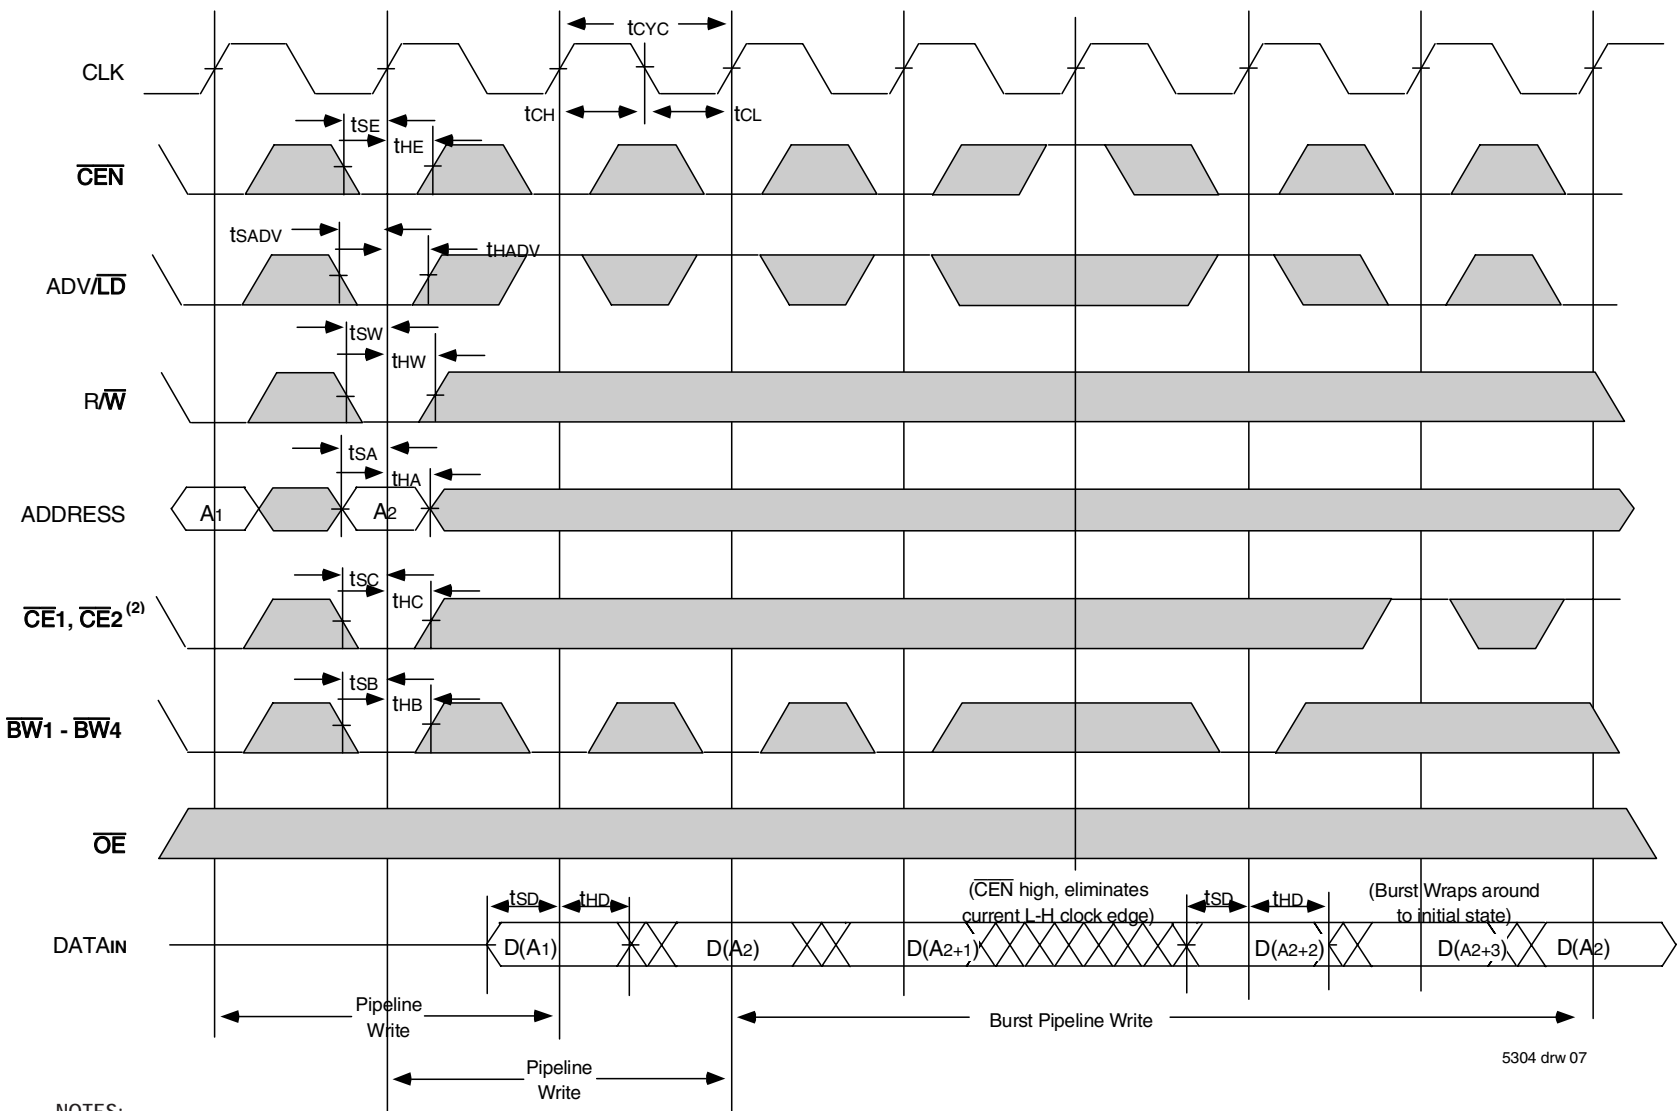 tCYC
CLK
tCH
tCL
tSE
tHE
CEN
tSADV
tHADV
ADV/LD
tSW
tHW
R/W
tSA
tHA
ADDRESS
A1
A2
tSC
tHC
CE1, CE2 (2)
tSB
tHB
BW1 - BW4
OE
(CEN high, eliminates
current L-H clock edge)
(Burst Wraps around
to initial state)
tSD
tHD
tSD
tHD
DATAIN
D(A1)
D(A2)
D(A2+1)
D(A2+2)
D(A2+3)
D(A2)
Pipeline
Write
Burst Pipeline Write
5304 drw 07
Pipeline
Write
NOTES: